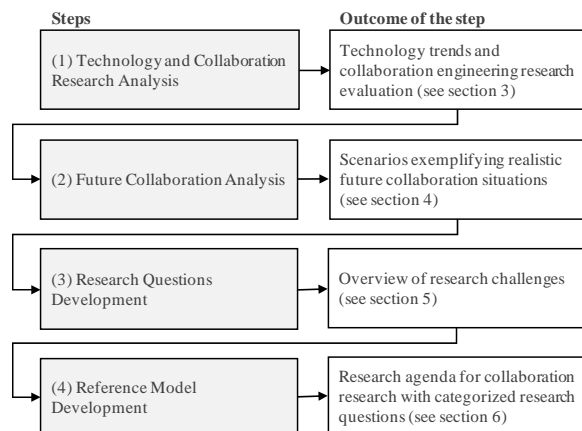 Steps
Outcome of the step
(1) Technology and Collaboration
Research Analysis
Technology trends and
collaboration engineering research
evaluation (see section 3)
(2) Future Collaboration Analysis
Scenarios exemplifying realistic
future collaboration situations
(see section 4)
(3) Research Questions
Development
Overview of research challenges
(see section 5)
(4) Reference Model
Development
Research agenda for collaboration
research with categorized research
questions (see section 6)